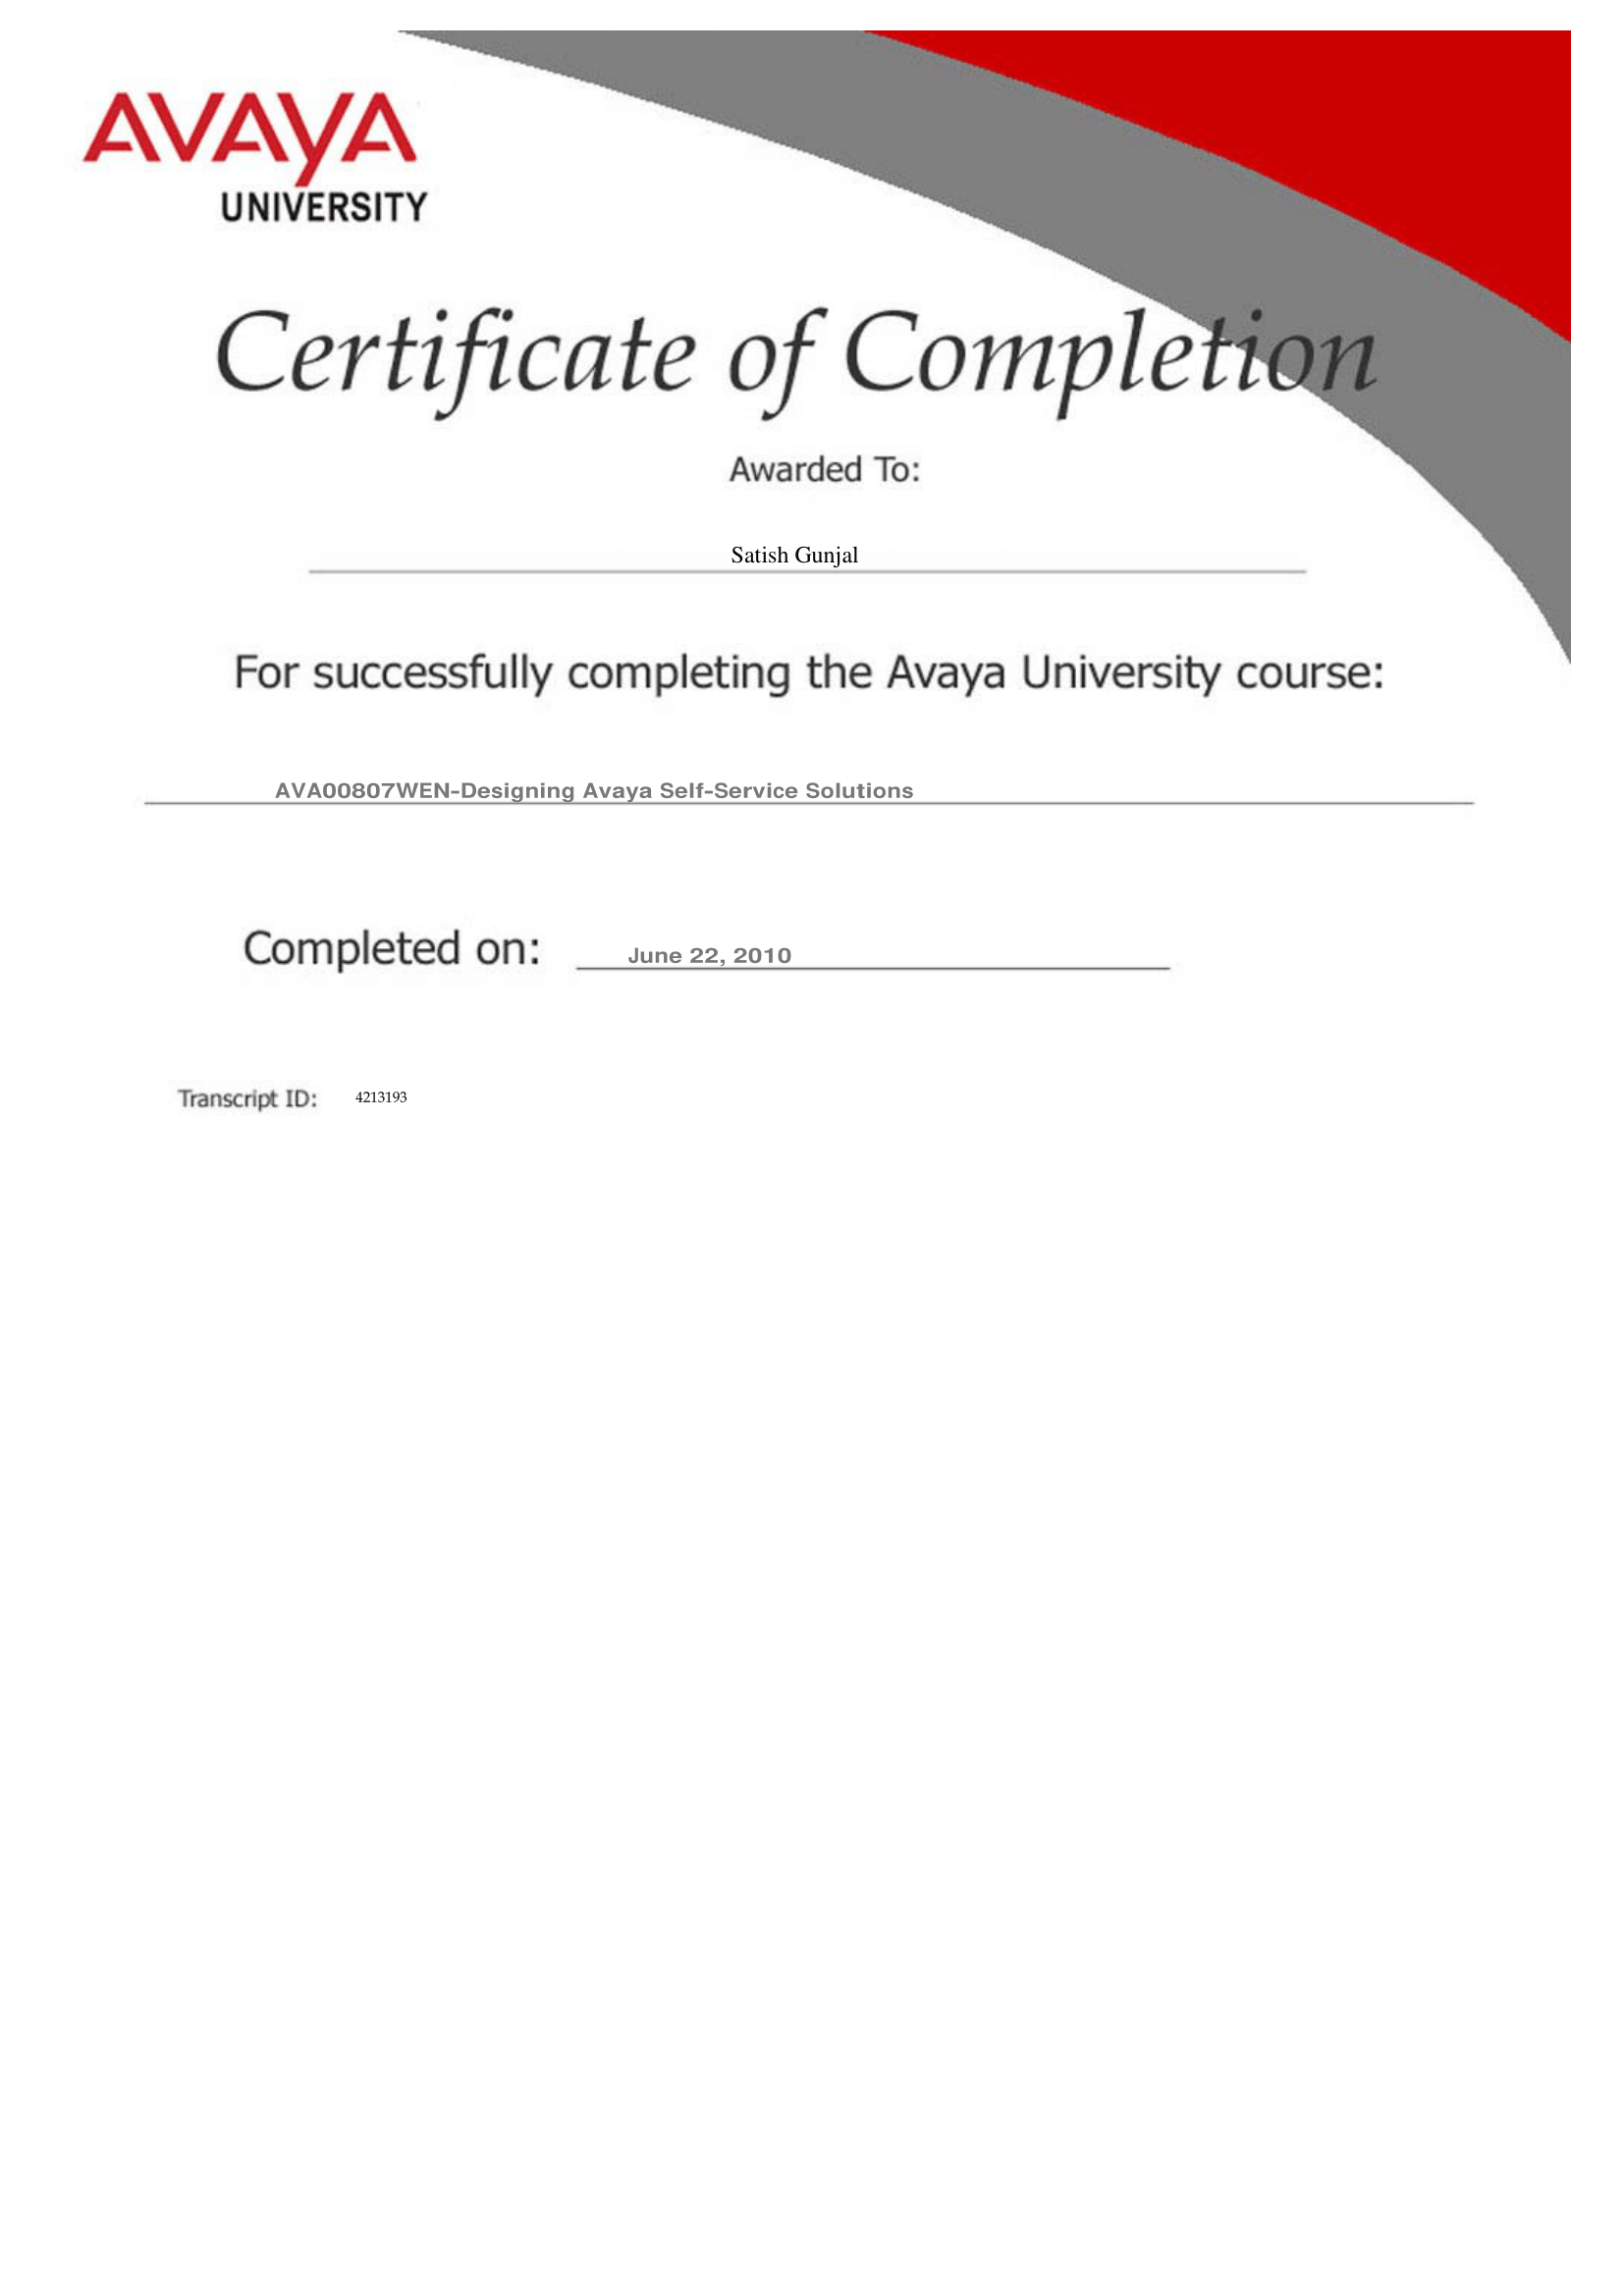 AVAYA
UNIVERSITY
Certificate of Completion
Awarded To:
Satish Gunjal
For successfully completing the Avaya University course:
AVA00807WEN-Designing Avaya Self-Service Solutions
Completed on: June 22, 2010
Transcript ID: 4213193